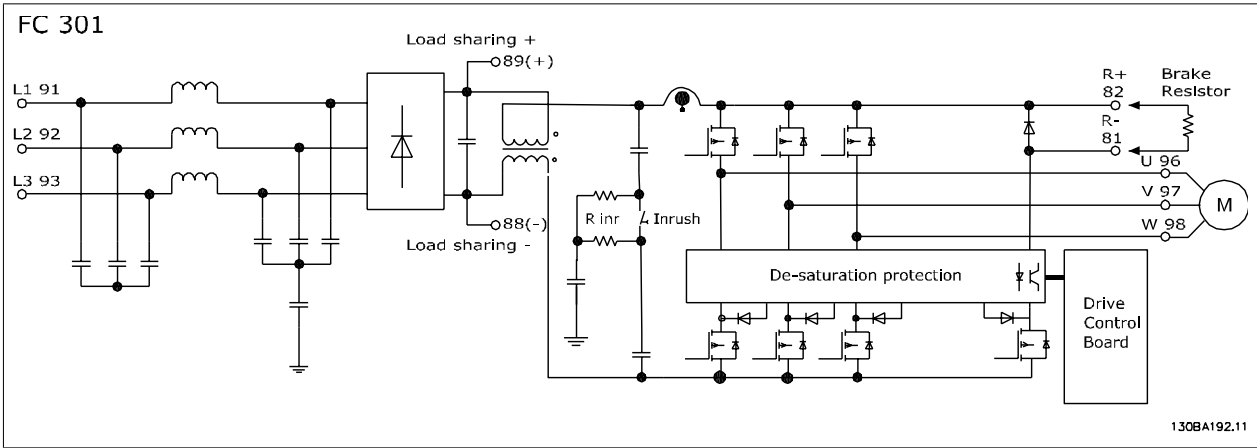 FC 301
Load sharing +
89(+)
L1 91
L2 92
L3 93
88(-)
Load sharing -
R inr
Inrush
R+
82
R-
81
Brake
Resistor
U 96
V 97
W 98
M
De-saturation protection
Drive
Control
Board
130BA192.11